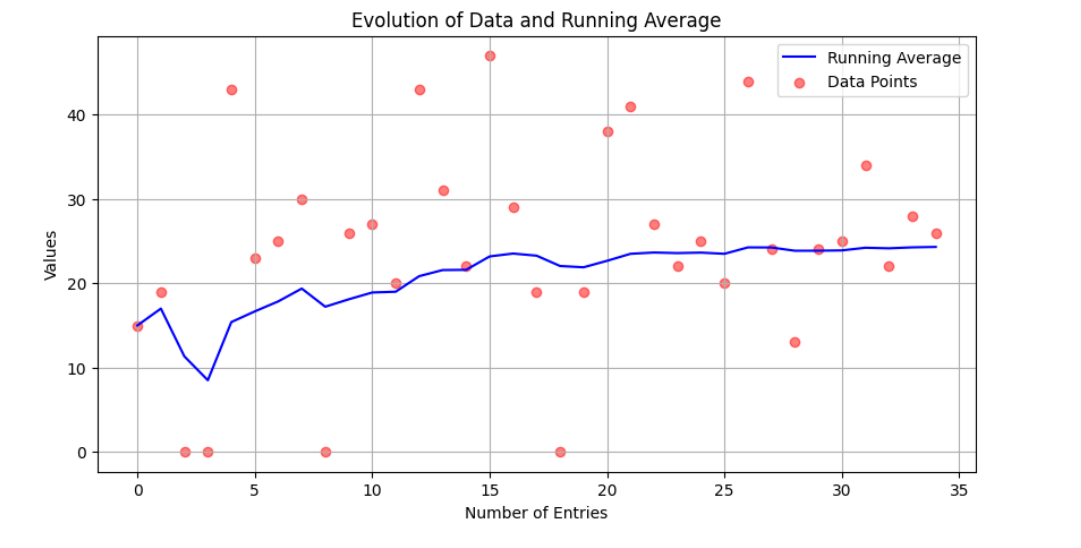 Evolution of Data and Running Average
Running Average
Data Points
Values
40
30
20
10
0
0 5 10 15 20 25 30 35
Number of Entries